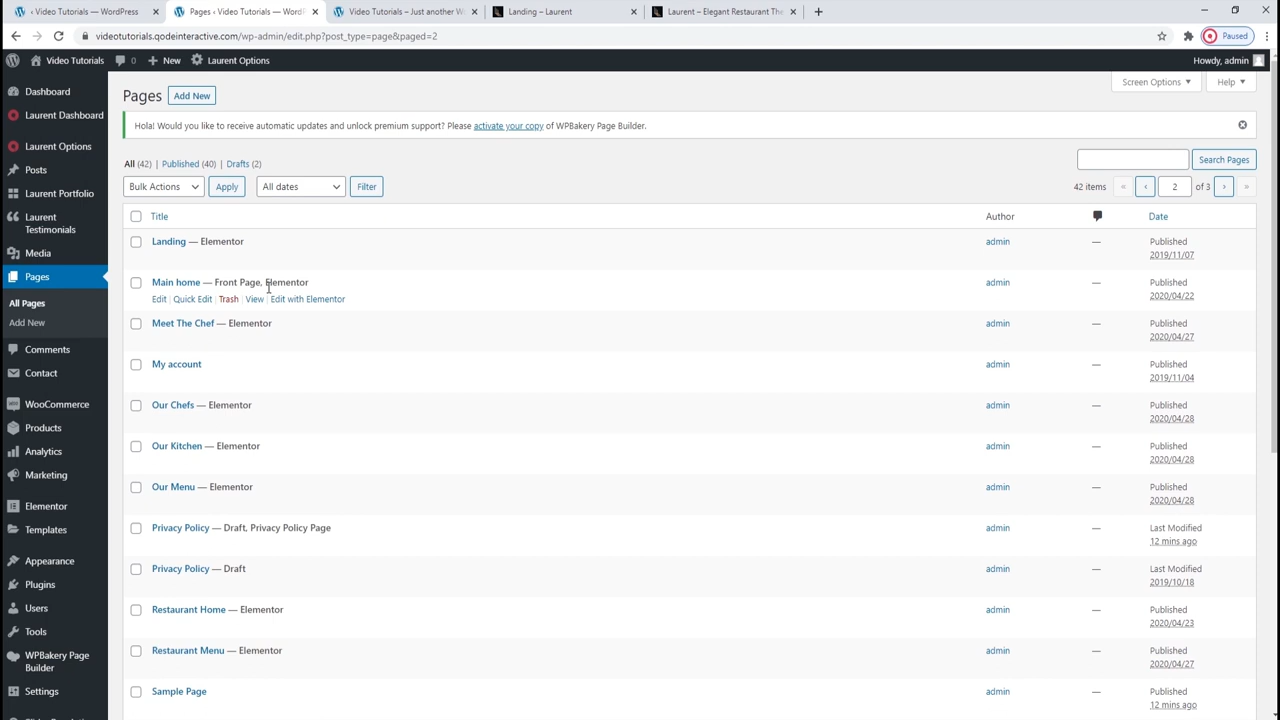 ‹ Video Tutorials — WordPress
Pages ‹ Video Tutorials — WordP
Video Tutorials – Just another W
Landing – Laurent
Laurent – Elegant Restaurant The
videotutorials.qodeinteractive.com/wp-admin/edit.php?post_type=page&paged=2
Paused
Video Tutorials 0 New Laurent Options
Howdy, admin
Dashboard
Laurent Dashboard
Laurent Options
Posts
Laurent Portfolio
Laurent
Testimonials
Media
Pages
All Pages
Add New
Comments
Contact
WooCommerce
Products
Analytics
Marketing
Elementor
Templates
Appearance
Plugins
Users
Tools
WPBakery Page
Builder
Settings
Screen Options Help
Pages Add New
Hola! Would you like to receive automatic updates and unlock premium support? Please activate your copy of WPBakery Page Builder.
All (42) | Published (40) | Drafts (2)
Search Pages
Bulk Actions Apply All dates Filter
42 items « ‹ 2 of 3 › »
Title Author Date
Landing — Elementor admin — Published
2019/11/07
Main home — Front Page, Elementor admin — Published
Edit | Quick Edit | Trash | View | Edit with Elementor 2020/04/22
Meet The Chef — Elementor admin — Published
2020/04/27
My account admin — Published
2019/11/04
Our Chefs — Elementor admin — Published
2020/04/28
Our Kitchen — Elementor admin — Published
2020/04/28
Our Menu — Elementor admin — Published
2020/04/28
Privacy Policy — Draft, Privacy Policy Page admin — Last Modified
12 mins ago
Privacy Policy — Draft admin — Last Modified
2019/10/18
Restaurant Home — Elementor admin — Published
2020/04/23
Restaurant Menu — Elementor admin — Published
2020/04/27
Sample Page admin — Published
12 mins ago